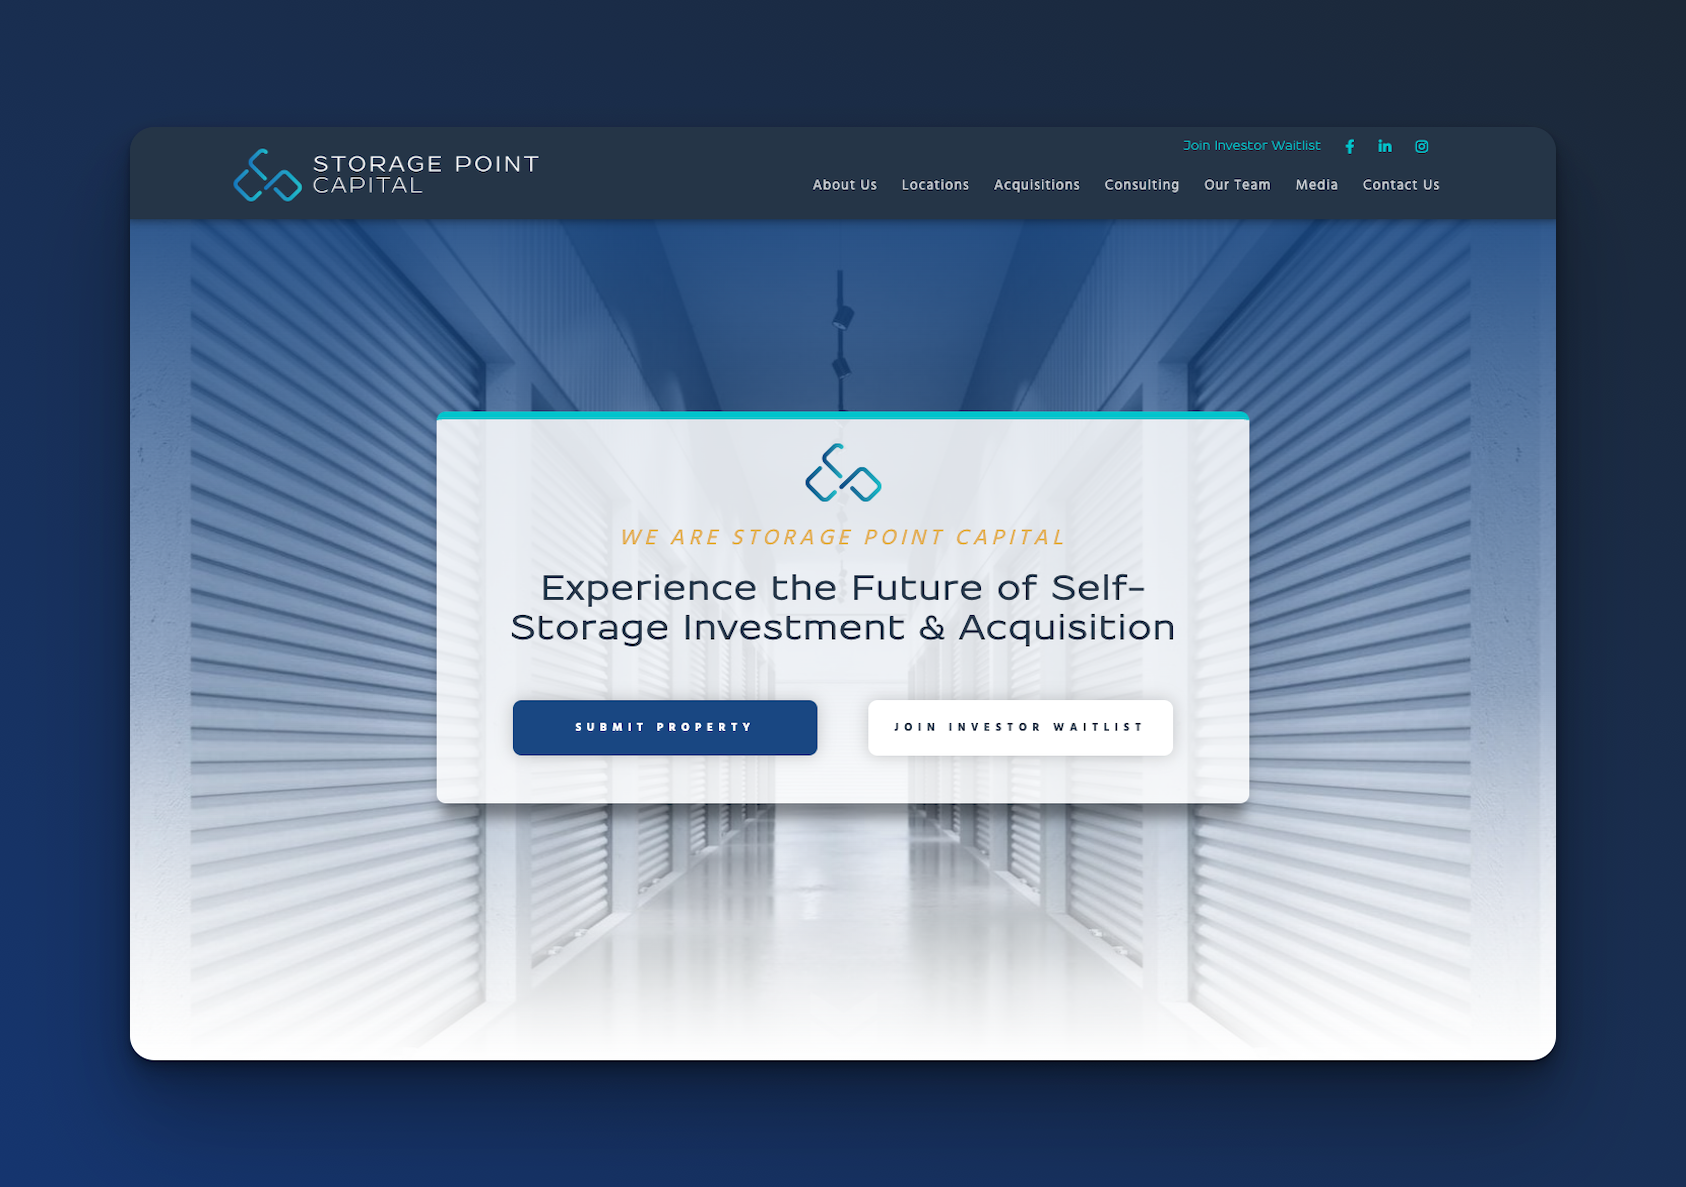 Join Investor Waitlist
STORAGE POINT
CAPITAL
About Us Locations Acquisitions Consulting Our Team Media Contact Us
WE ARE STORAGE POINT CAPITAL
Experience the Future of Self-
Storage Investment & Acquisition
SUBMIT PROPERTY
JOIN INVESTOR WAITLIST